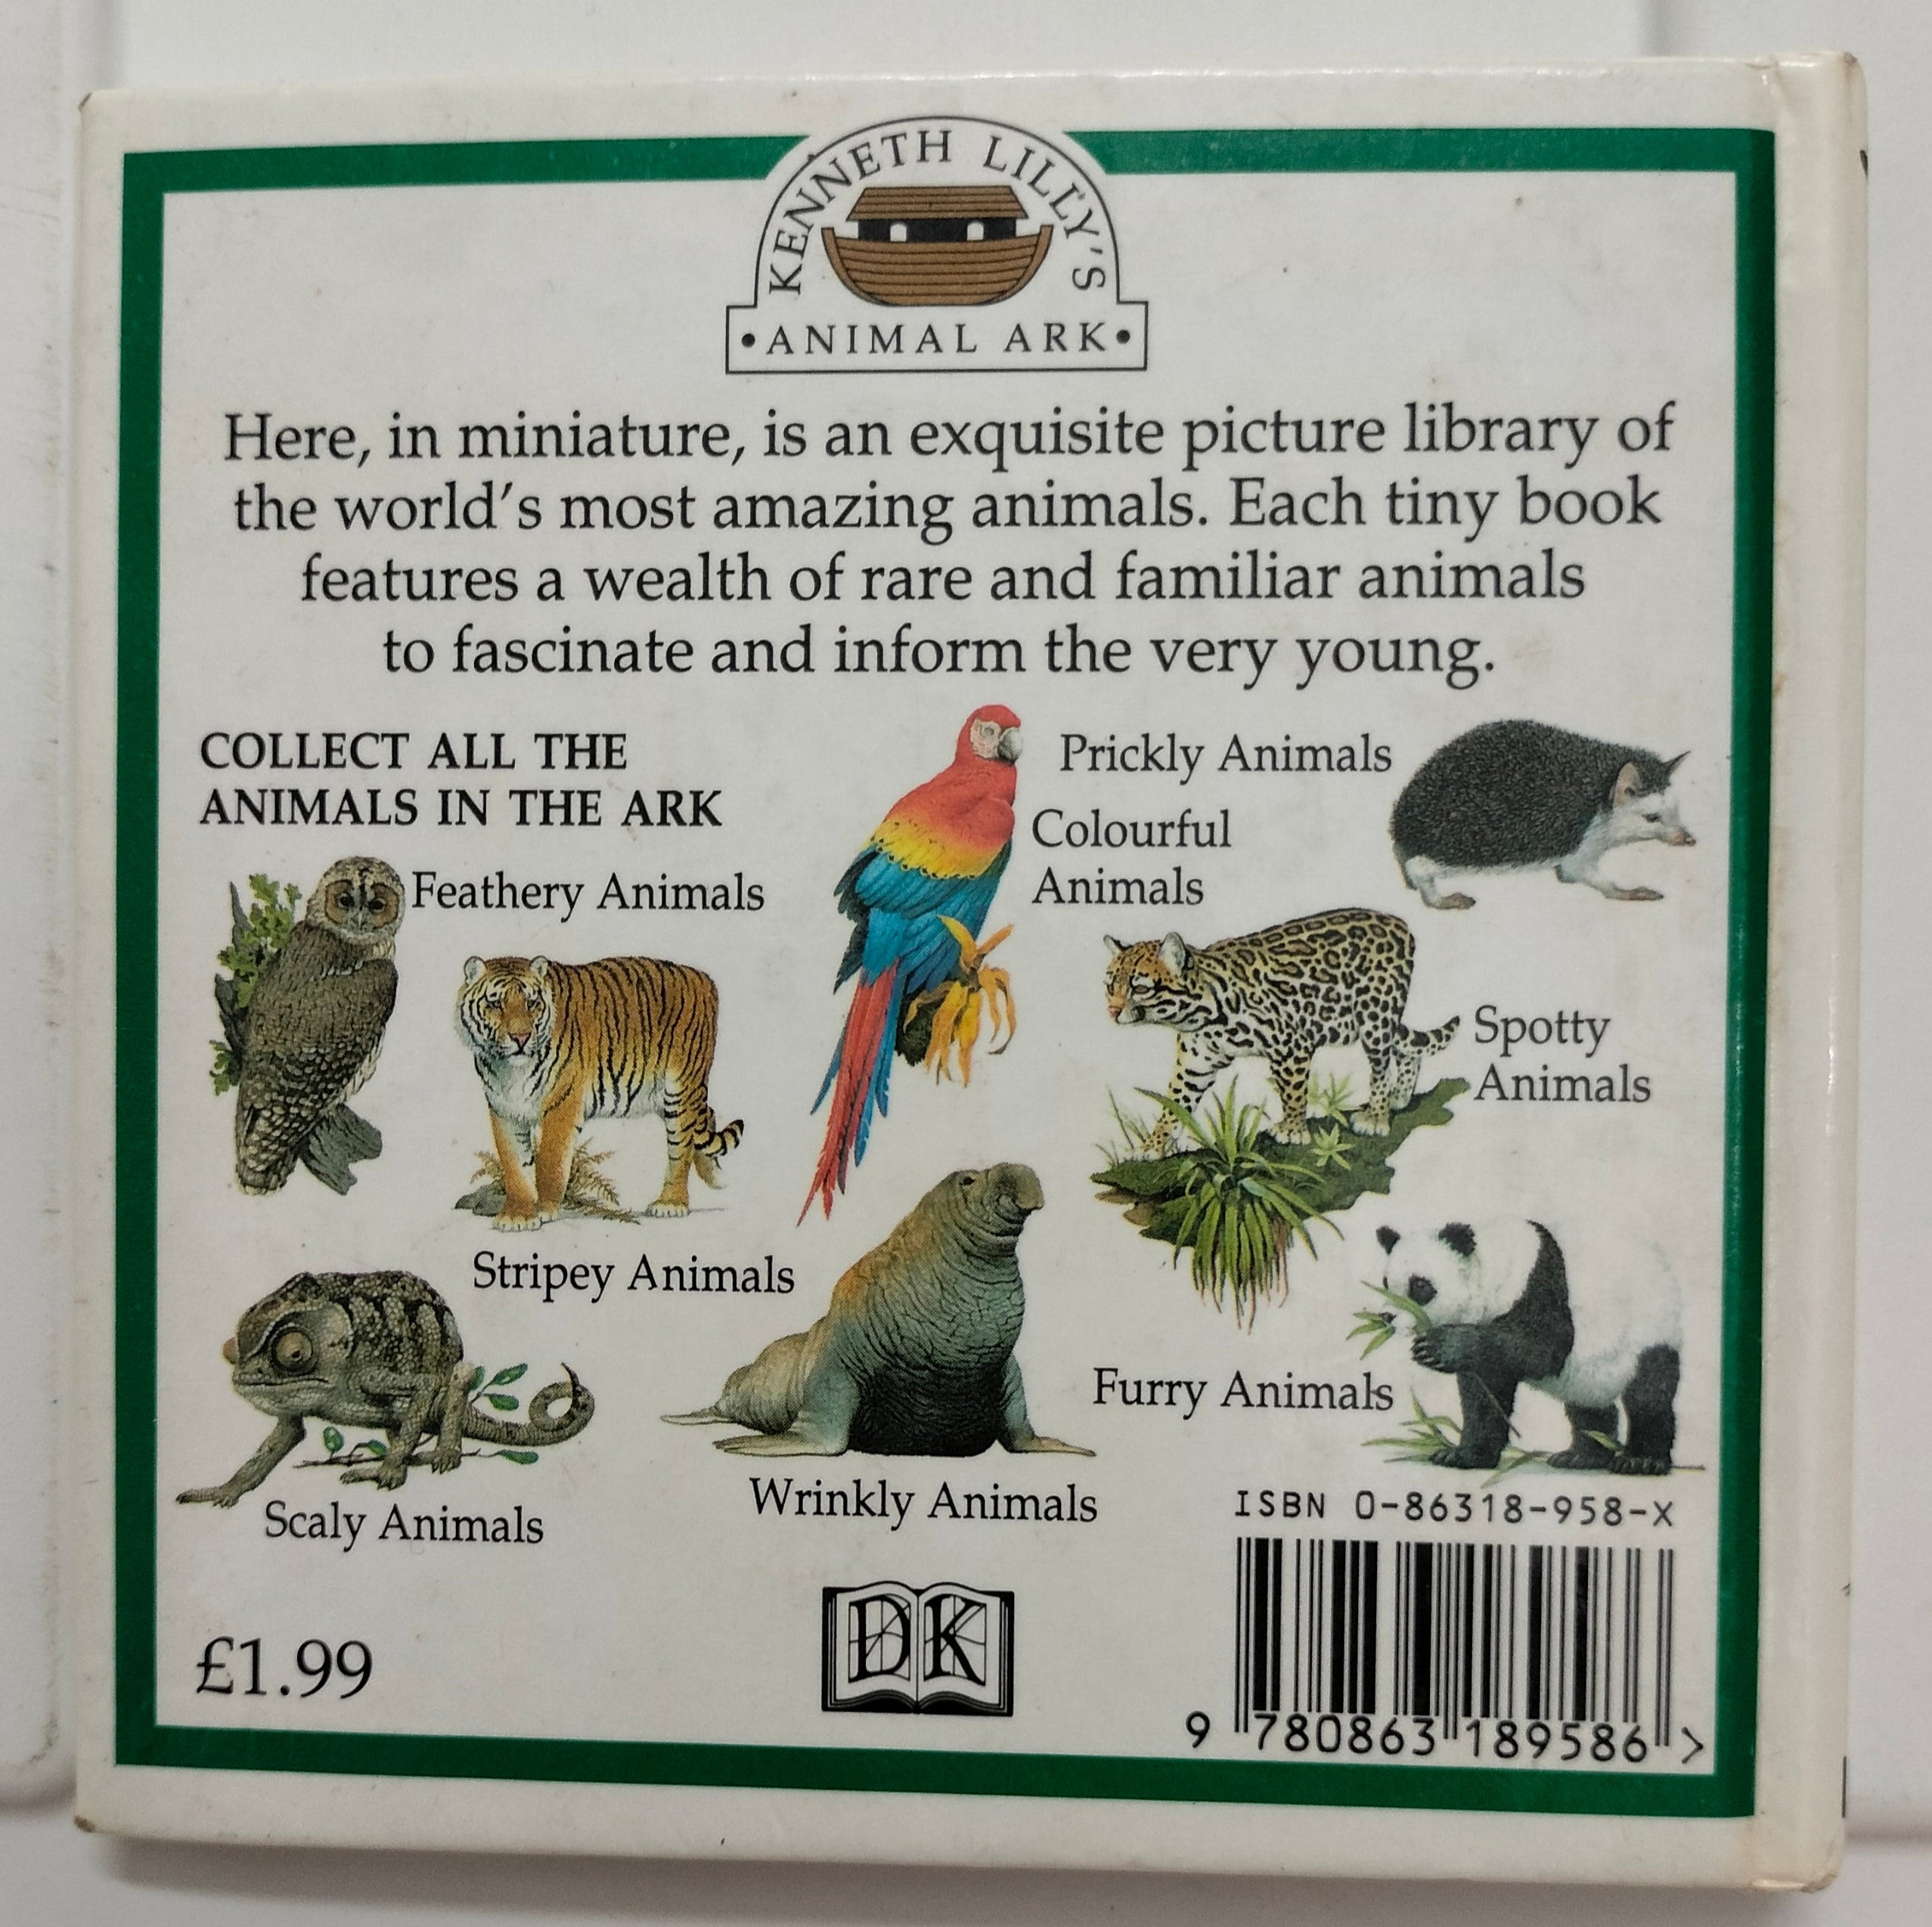 KENNETH LILLY'S
•ANIMAL ARK•
Here, in miniature, is an exquisite picture library of
the world's most amazing animals. Each tiny book
features a wealth of rare and familiar animals
to fascinate and inform the very young.
COLLECT ALL THE
ANIMALS IN THE ARK
Feathery Animals
Prickly Animals
Colourful
Animals
Spotty
Animals
Stripey Animals
Furry Animals
Scaly Animals
Wrinkly Animals
ISBN 0-86318-958-X
£1.99
DK
9 780863 189586 >